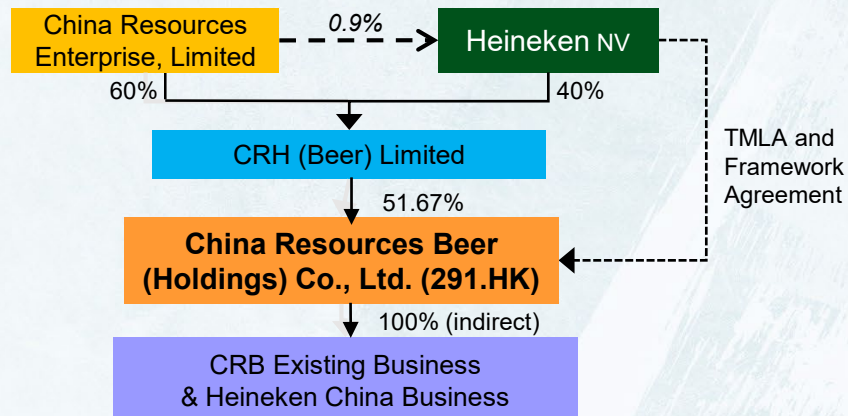 China Resources
Enterprise, Limited
0.9%
Heineken NV
60%
40%
TMLA and
Framework
Agreement
CRH (Beer) Limited
51.67%
China Resources Beer
(Holdings) Co., Ltd. (291.HK)
100% (indirect)
CRB Existing Business
& Heineken China Business